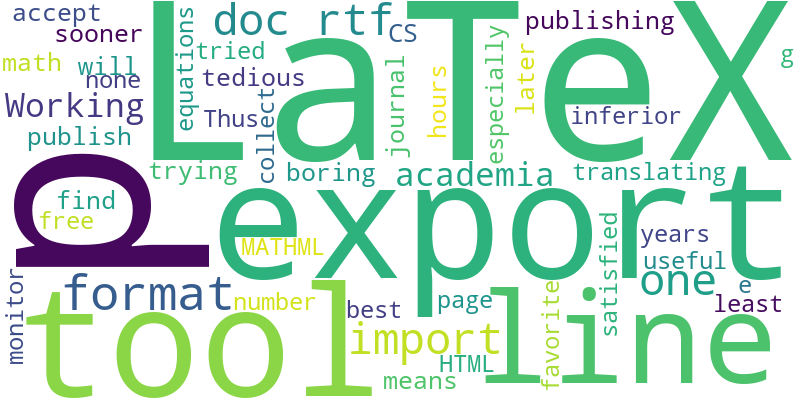 accept
doc rtf
CS
LaTeX
publishing
sooner
equations
tried
g
math
will
none
tedious
hours
especially
later
Working
collect
journal
Thus
inferior
publish
trying
boring
academia
translating
p
export
find
free
MATHML
satisfied
years
useful
monitor
format
number
best
page
one
e
least
tool
import
favorite
line
HTML
means